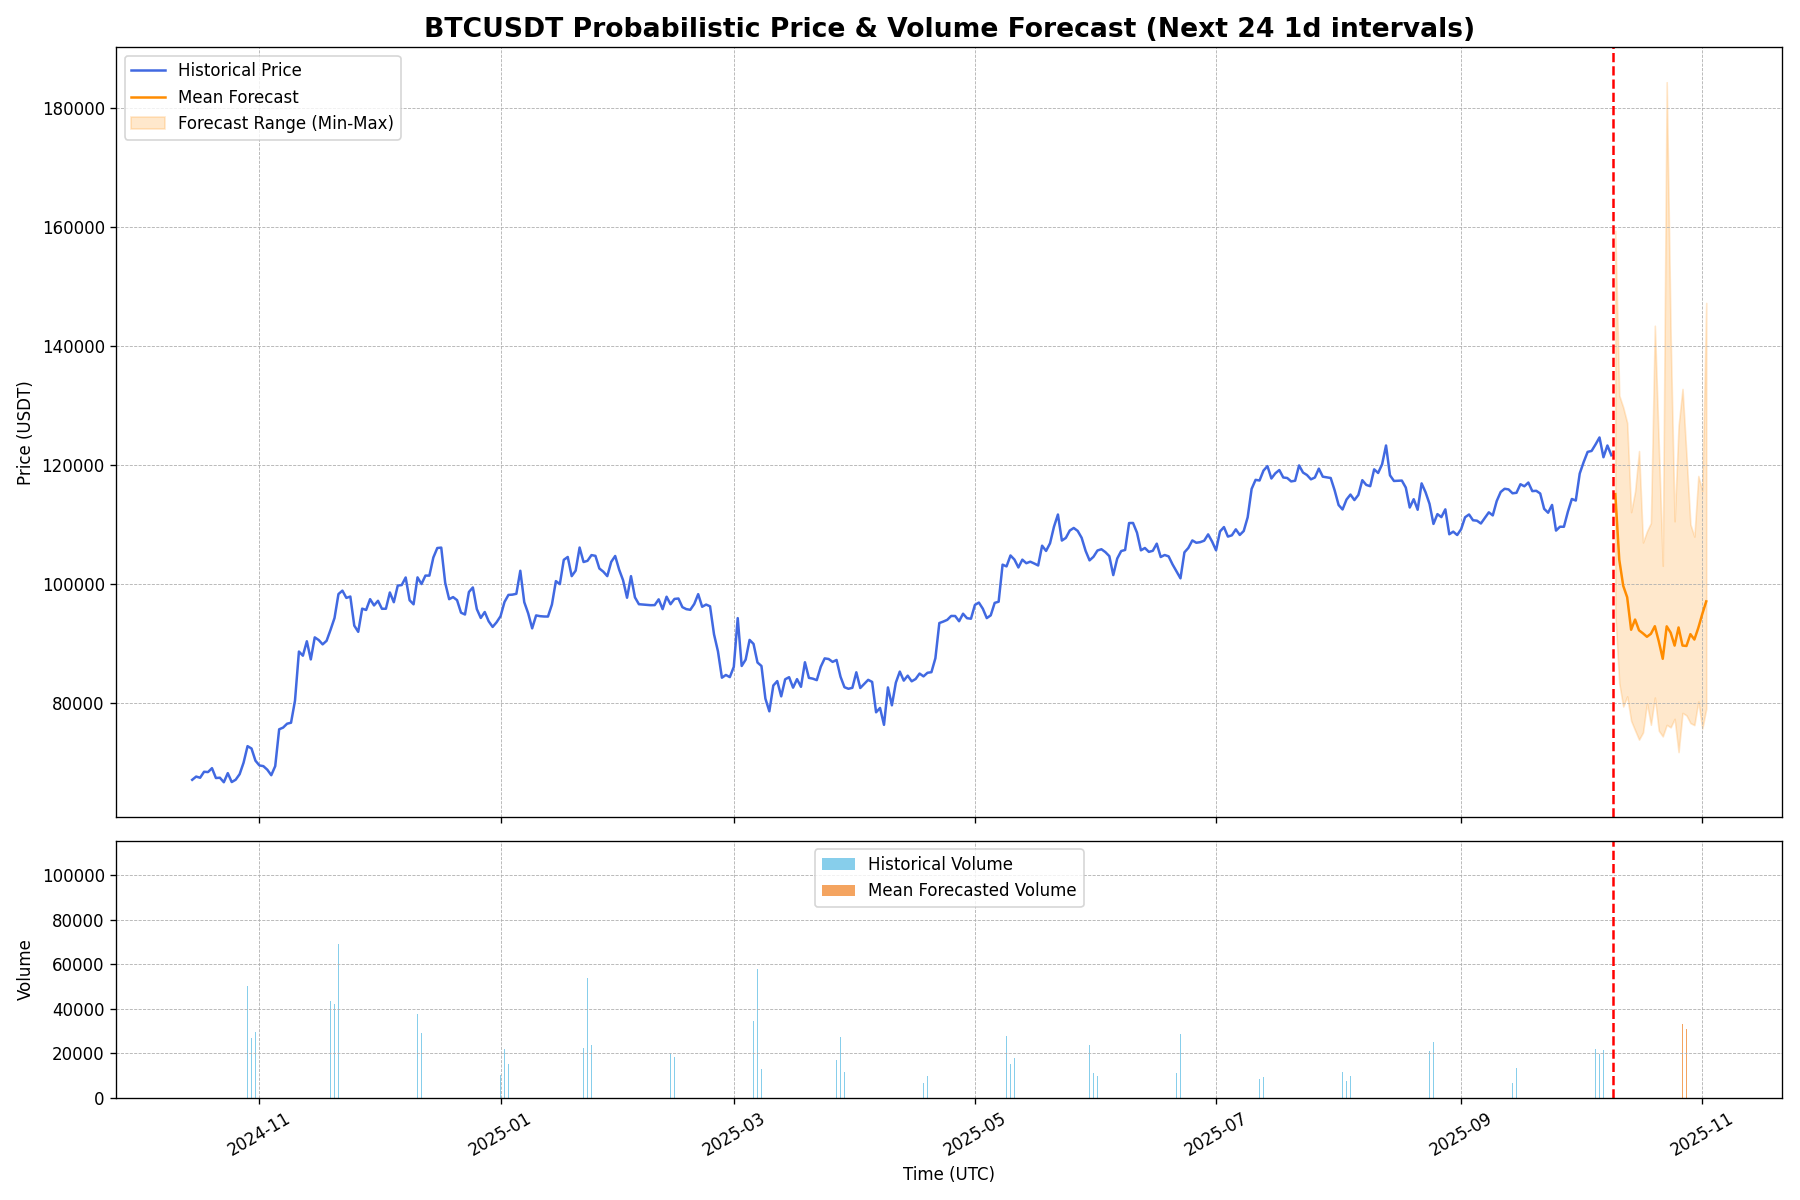 BTCUSDT Probabilistic Price & Volume Forecast (Next 24 1d intervals)
Historical Price
Mean Forecast
Forecast Range (Min-Max)
Price (USDT)
180000
160000
140000
120000
100000
80000
Historical Volume
Mean Forecasted Volume
Volume
100000
80000
60000
40000
20000
0
2024-11
2025-01
2025-03
2025-05
2025-07
2025-09
2025-11
Time (UTC)